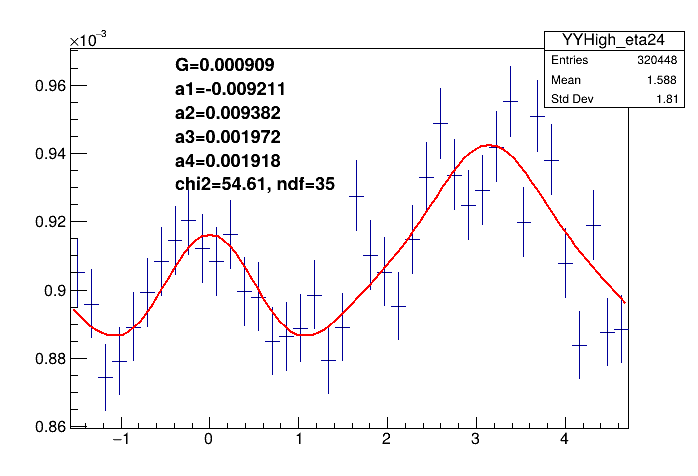 ×10⁻³
YYHigh_eta24
Entries 320448
Mean 1.588
Std Dev 1.81
G=0.000909
a1=-0.009211
a2=0.009382
a3=0.001972
a4=0.001918
chi2=54.61, ndf=35
0.96
0.94
0.92
0.9
0.88
0.86
−1 0 1 2 3 4